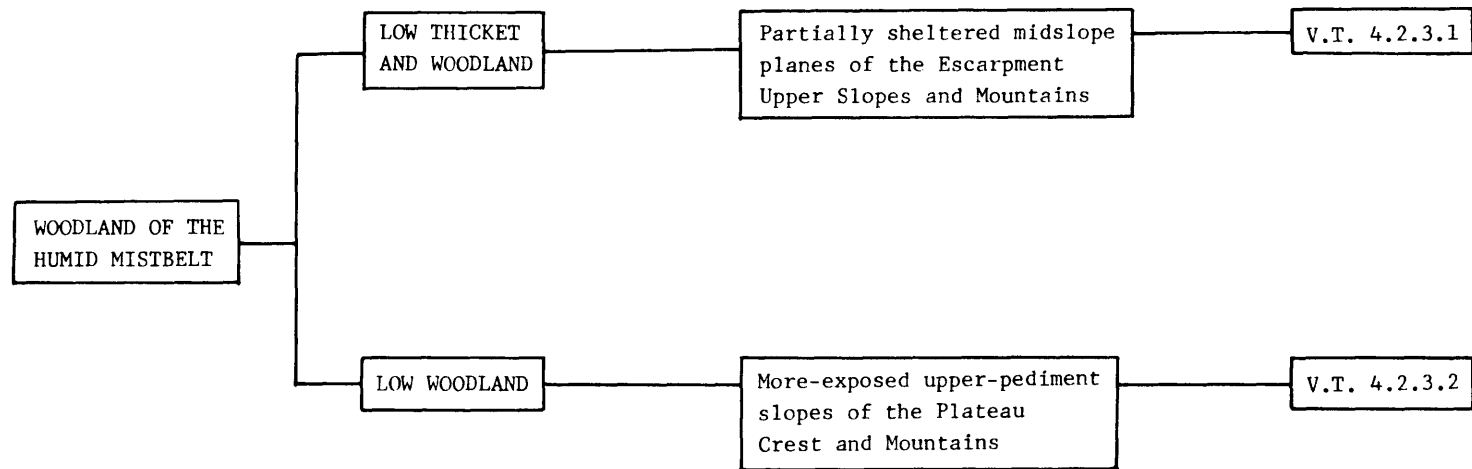 LOW THICKET
AND WOODLAND
Partially sheltered midslope
planes of the Escarpment
Upper Slopes and Mountains
V.T. 4.2.3.1
WOODLAND OF THE
HUMID MISTBELT
LOW WOODLAND
More-exposed upper-pediment
slopes of the Plateau
Crest and Mountains
V.T. 4.2.3.2